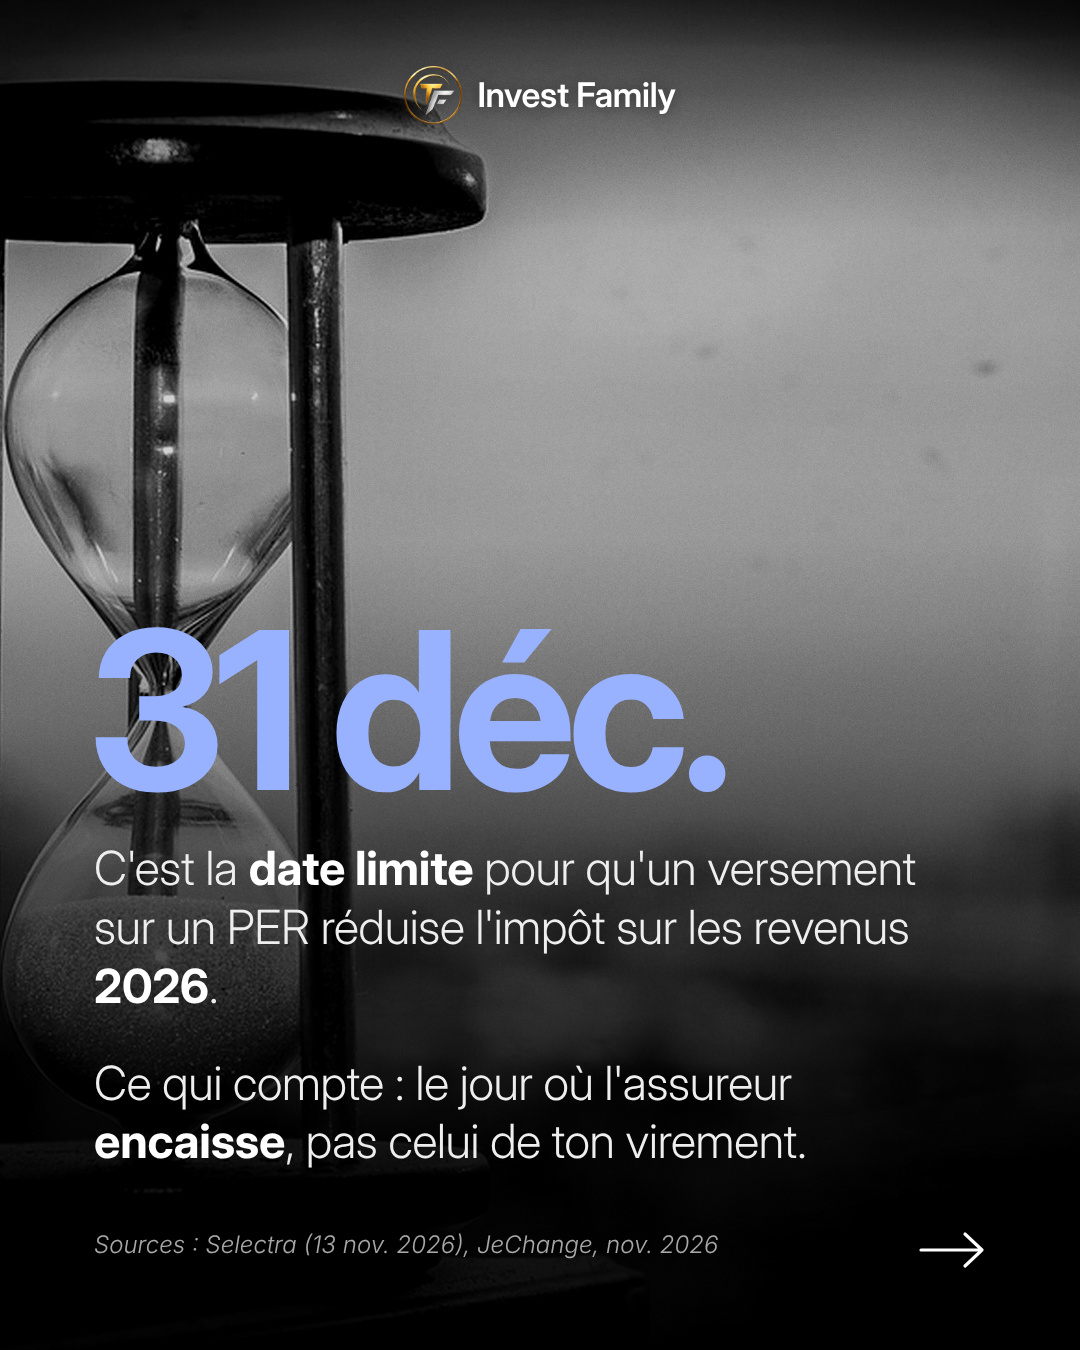 TF
Invest Family
31 déc.
C'est la date limite pour qu'un versement
sur un PER réduise l'impôt sur les revenus
2026.
Ce qui compte : le jour où l'assureur
encaisse, pas celui de ton virement.
Sources : Selectra (13 nov. 2026), JeChange, nov. 2026